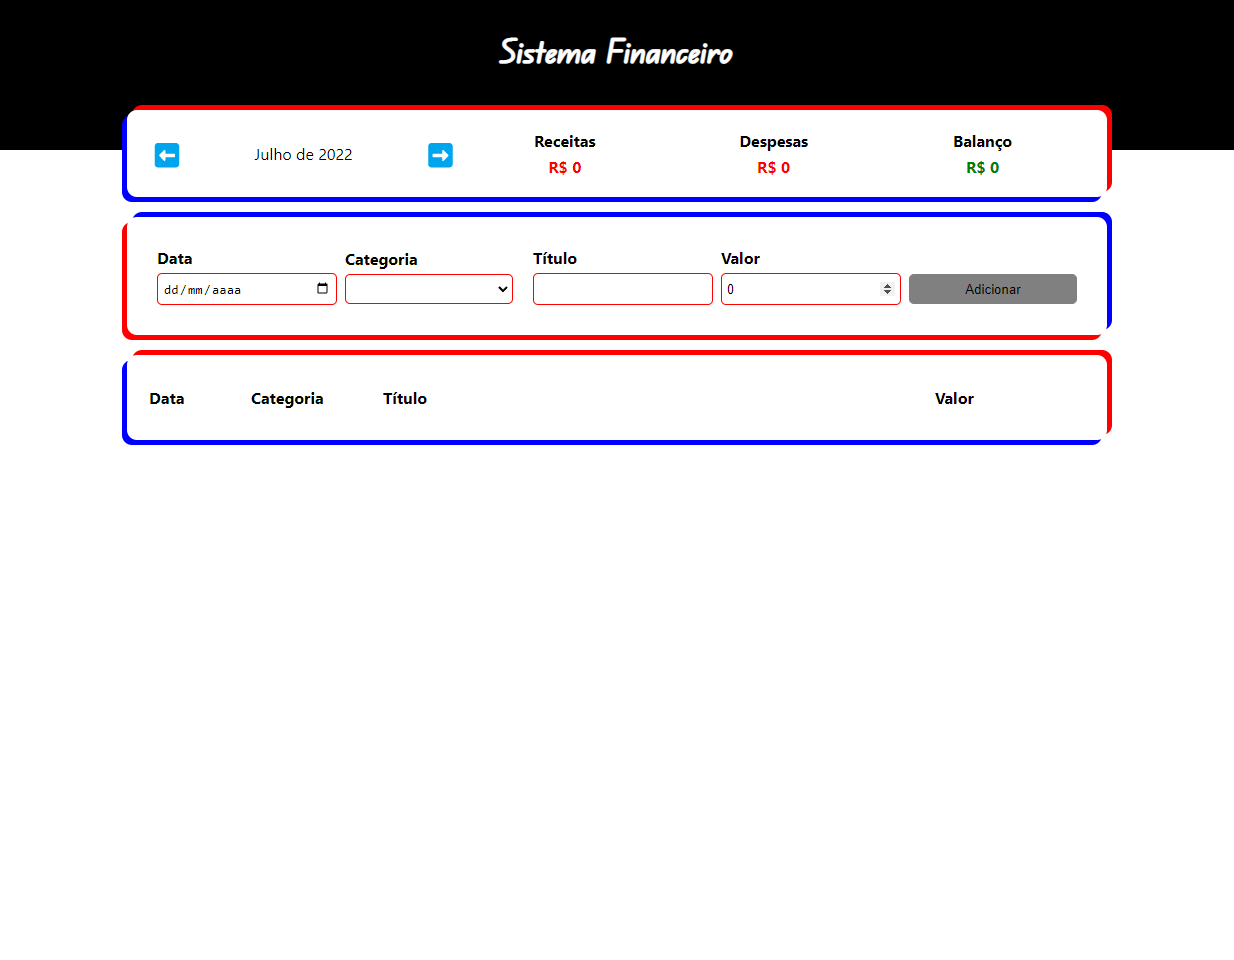 Sistema Financeiro
⬅️ Julho de 2022 ➡️
Receitas Despesas Balanço
R$ 0 R$ 0 R$ 0
Data Categoria Título Valor
dd/mm/aaaa 0 Adicionar
Data Categoria Título Valor